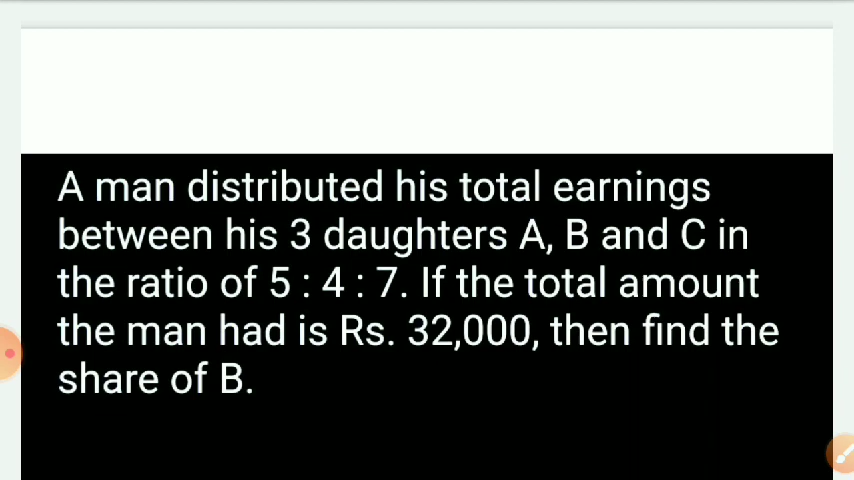 A man distributed his total earnings
between his 3 daughters A, B and C in
the ratio of 5 : 4 : 7. If the total amount
the man had is Rs. 32,000, then find the
share of B.